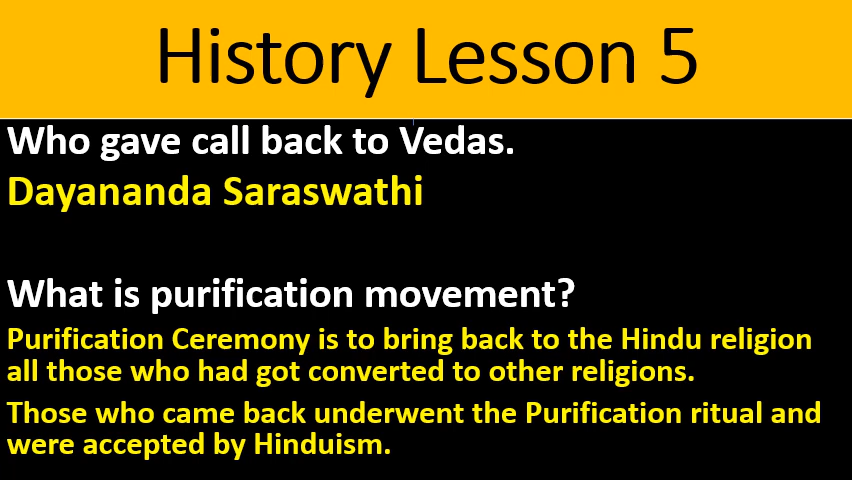 History Lesson 5
Who gave call back to Vedas.
Dayananda Saraswathi
What is purification movement?
Purification Ceremony is to bring back to the Hindu religion
all those who had got converted to other religions.
Those who came back underwent the Purification ritual and
were accepted by Hinduism.